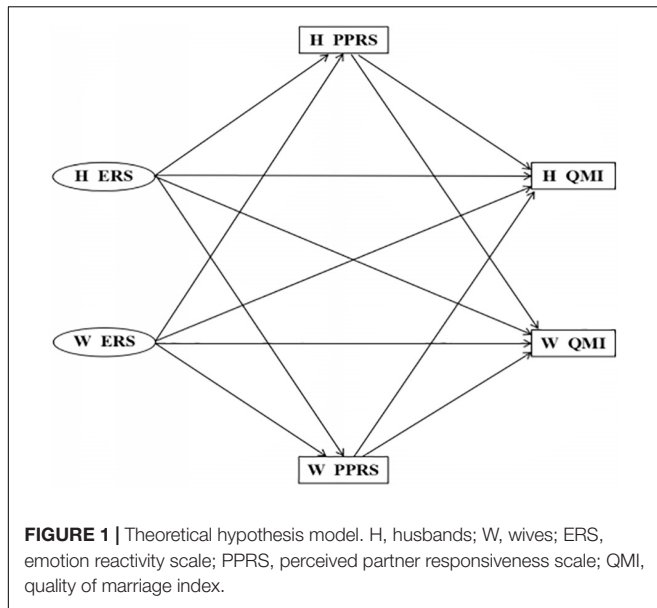 H PPRS
H ERS
H QMI
W ERS
W QMI
W PPRS
FIGURE 1 | Theoretical hypothesis model. H, husbands; W, wives; ERS,
emotion reactivity scale; PPRS, perceived partner responsiveness scale; QMI,
quality of marriage index.